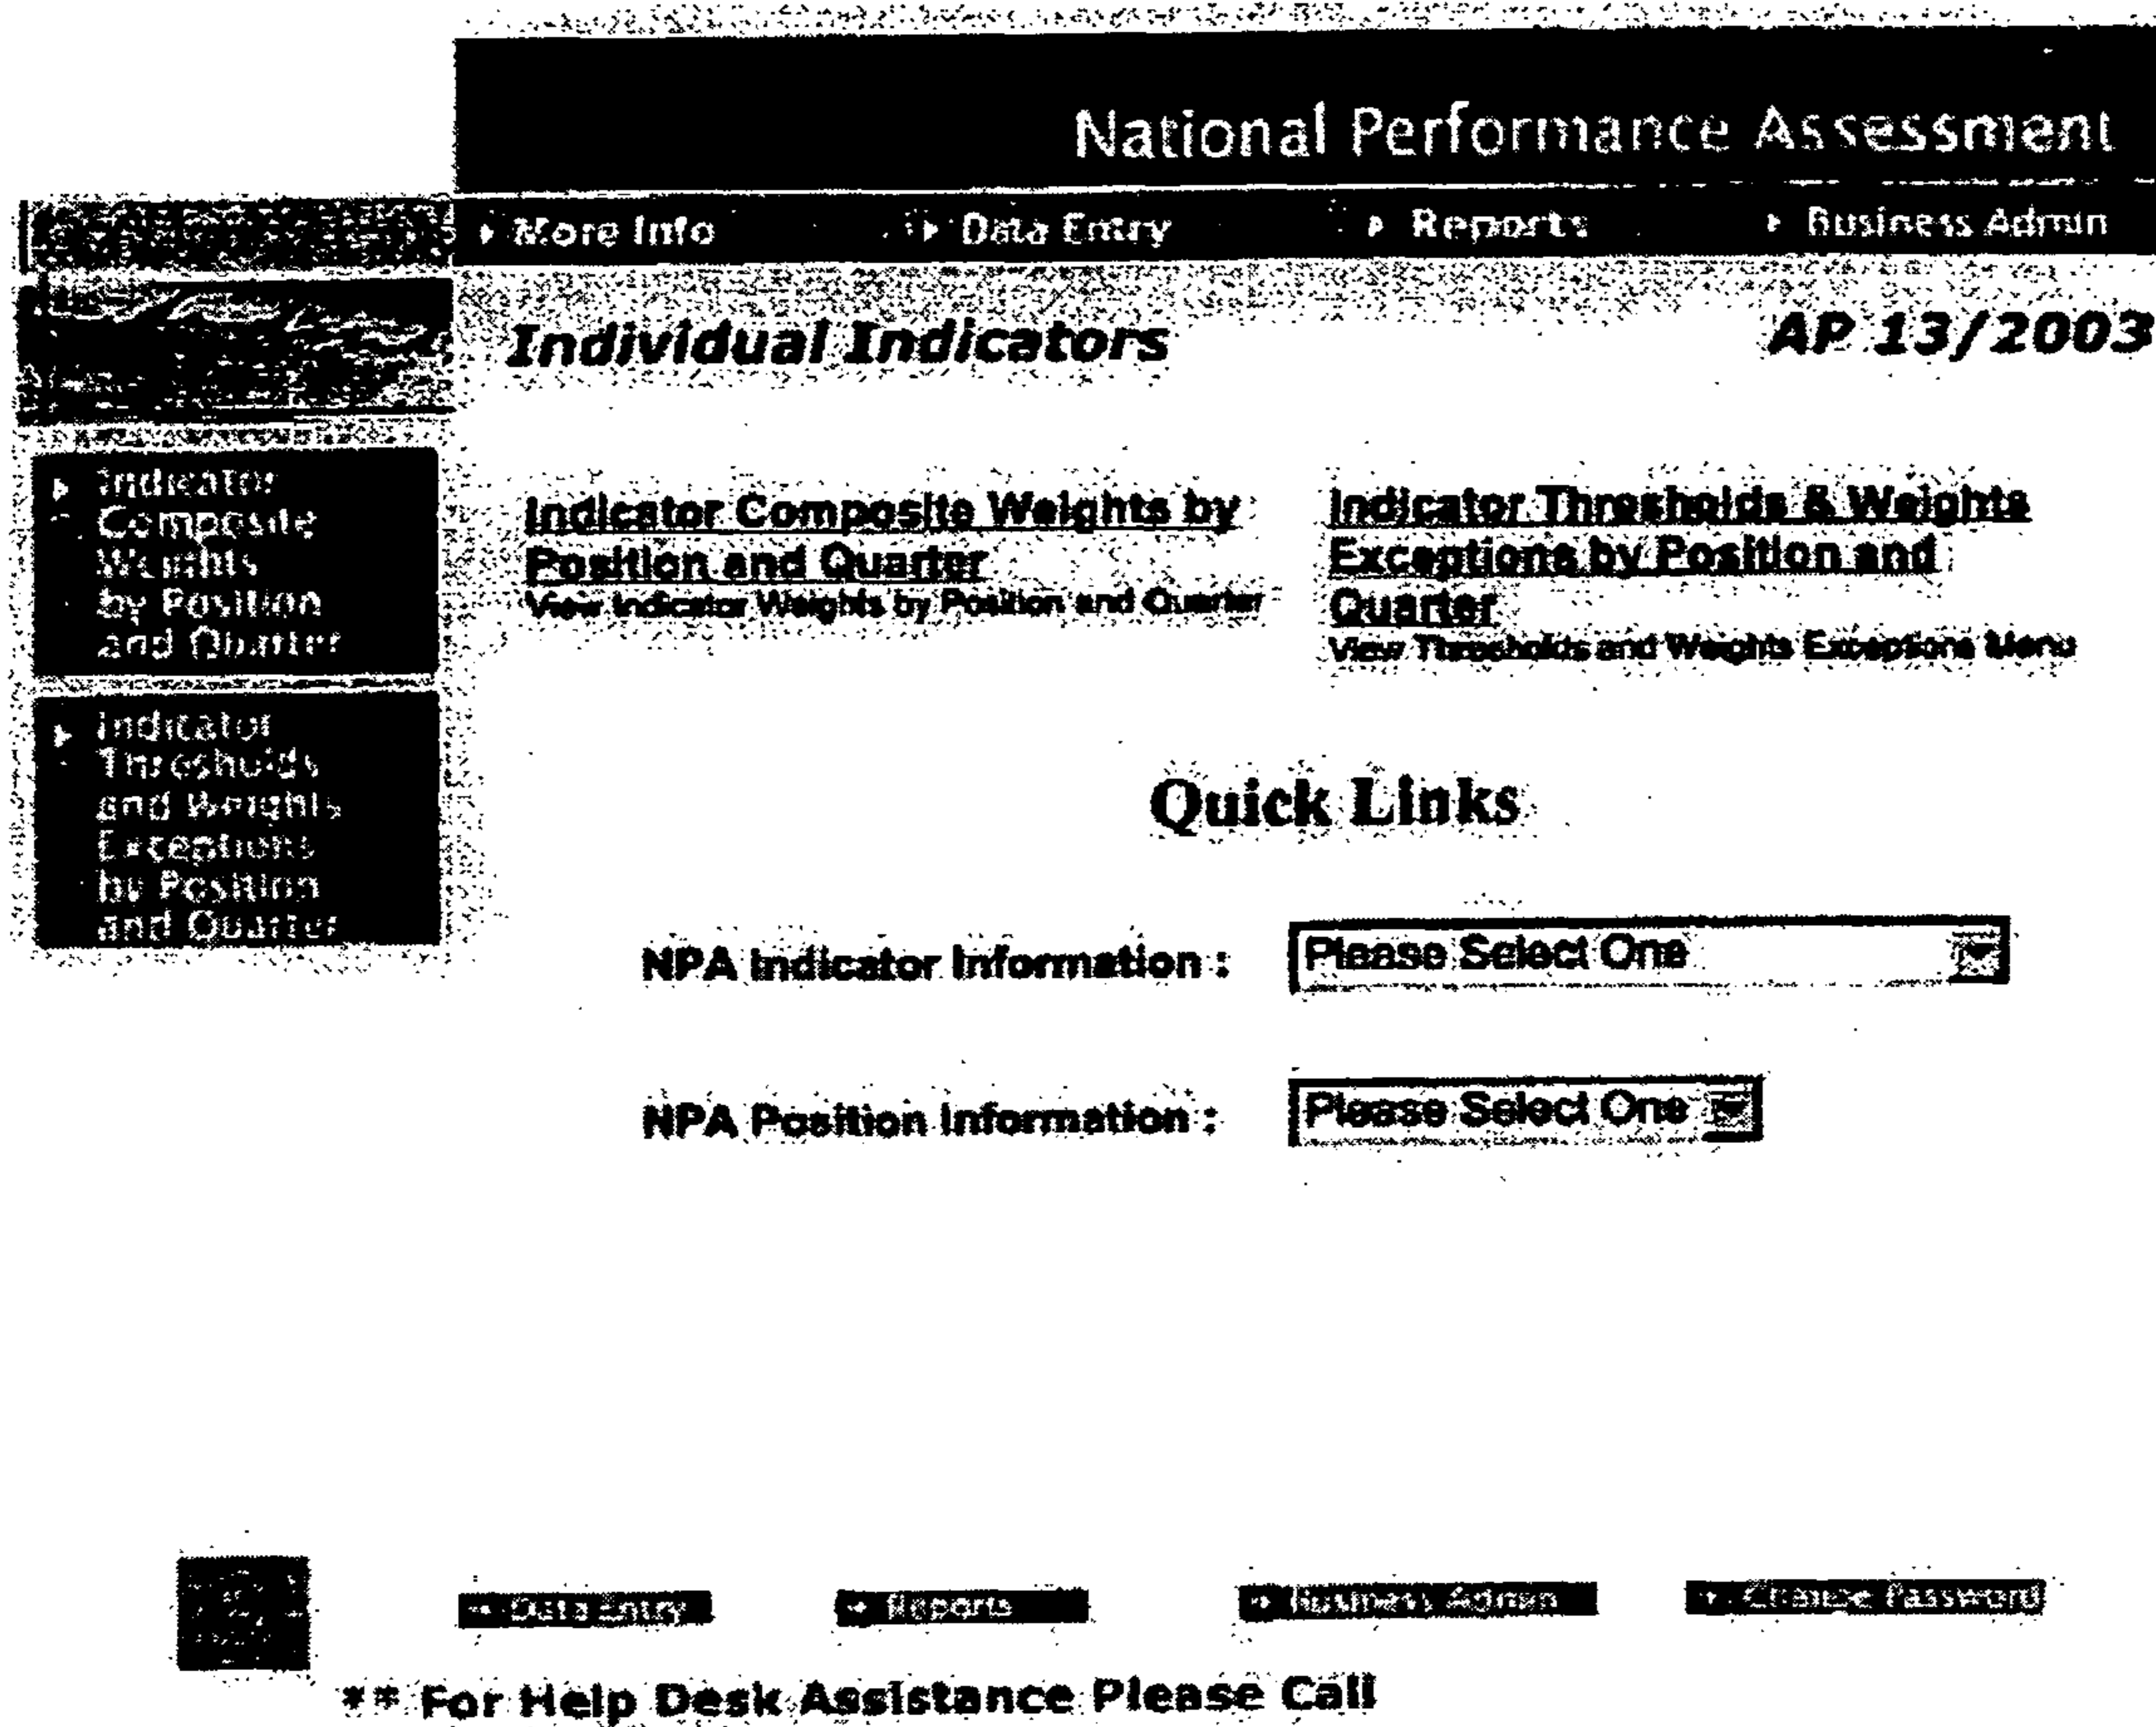 National Performance Assessment
More Info
Data Entry
Reports
Business Admin
Individual Indicators
AP 13/2003
Indicator
Composite
Weights
by Position
and Quarter
Indicator
Thresholds
and Weights
Exceptions
by Position
and Quarter
Indicator Composite Weights by
Position and Quarter
View Indicator Weights by Position and Quarter
Indicator Thresholds & Weights
Exceptions by Position and
Quarter
View Thresholds and Weights Exceptions Menu
Quick Links
NPA Indicator Information :
Please Select One
NPA Position Information :
Please Select One
Data Entry
Reports
Business Admin
Change Password
** For Help Desk Assistance Please Call